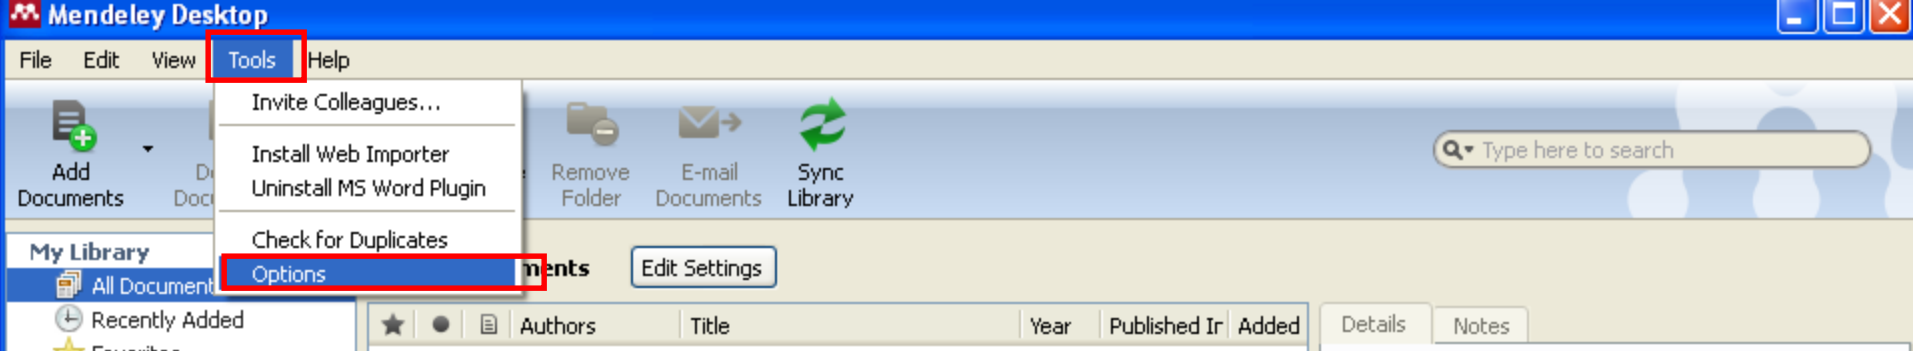 Mendeley Desktop
File Edit View Tools Help
Invite Colleagues...
Install Web Importer
Uninstall MS Word Plugin
Check for Duplicates
Options
Add
Documents
Remove
Folder
E-mail
Documents
Sync
Library
Type here to search
My Library
All Document
Recently Added
ments
Edit Settings
Authors Title Year Published Ir Added
Details Notes